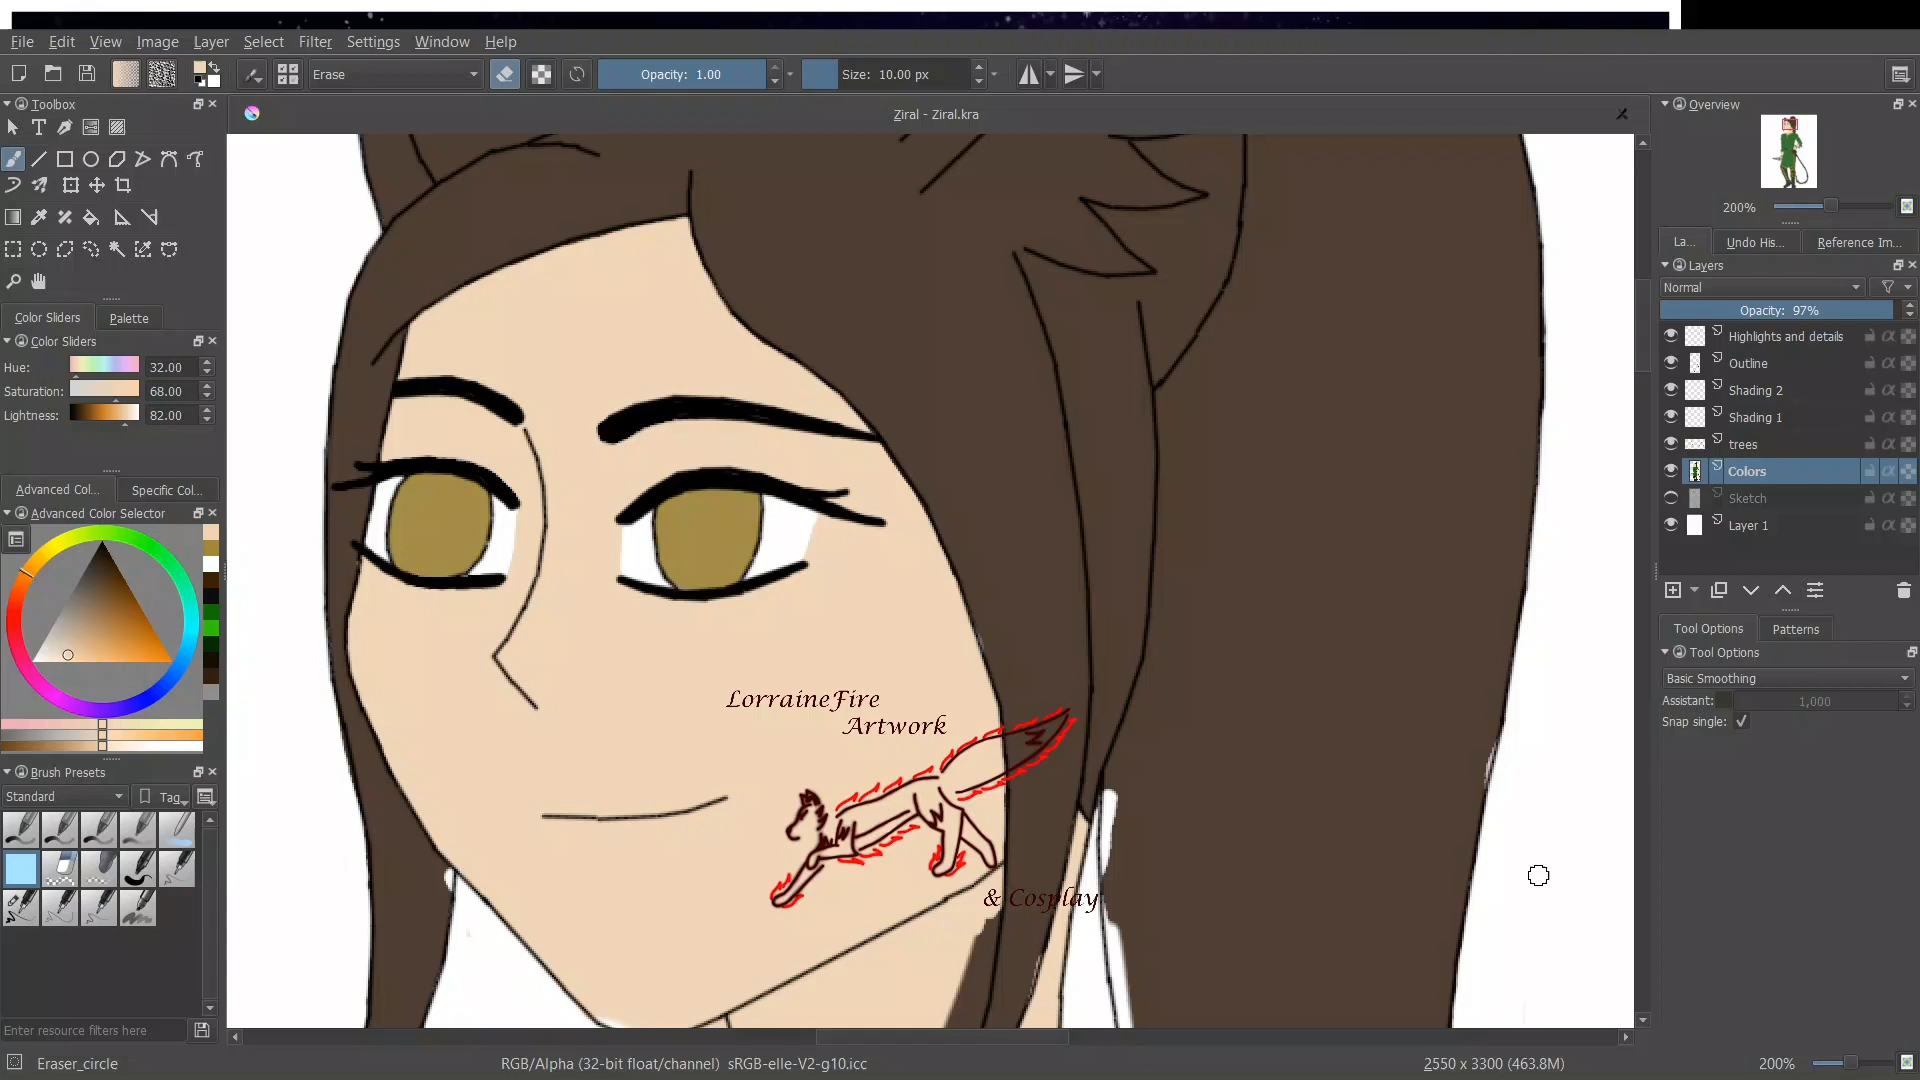 File Edit View Image Layer Select Filter Settings Window Help
Erase Opacity: 1.00 Size: 10.00 px
Toolbox
Ziral - Ziral.kra
Overview
200%
La... Undo His... Reference Im...
Layers
Normal
Opacity: 97%
Highlights and details
Outline
Shading 2
Shading 1
trees
Colors
Sketch
Layer 1
Tool Options Patterns
Tool Options
Basic Smoothing
Assistant: 1,000
Snap single:
Color Sliders Palette
Color Sliders
Hue: 32.00
Saturation: 68.00
Lightness: 82.00
Advanced Col... Specific Col...
Advanced Color Selector
Brush Presets
Standard Tag
Enter resource filters here
LorraineFire
Artwork
& Cosplay
Eraser_circle RGB/Alpha (32-bit float/channel) sRGB-elle-V2-g10.icc 2550 x 3300 (463.8M) 200%